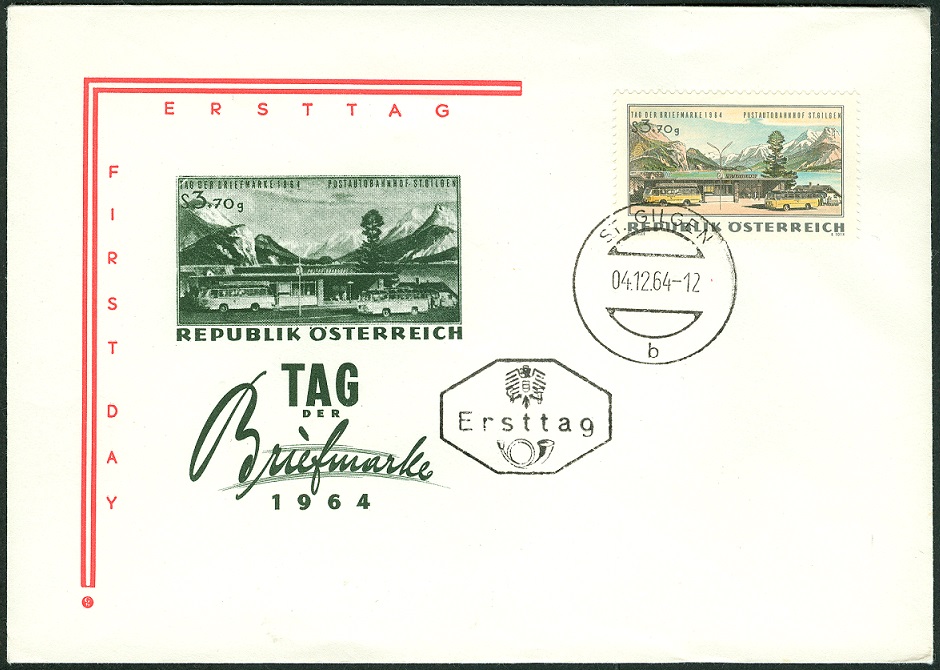 ERSTTAG
FIRST DAY
TAG DER BRIEFMARKE 1964 POSTAUTOBAHNHOF ST.GILGEN
S3+70g
POSTAUTOBAHNHOF
REPUBLIK ÖSTERREICH
TAG
DER
Briefmarke
1964
TAG DER BRIEFMARKE 1964 POSTAUTOBAHNHOF ST.GILGEN
S3+70g
REPUBLIK ÖSTERREICH
ST. GILGEN
04.12.64-12
b
Ersttag